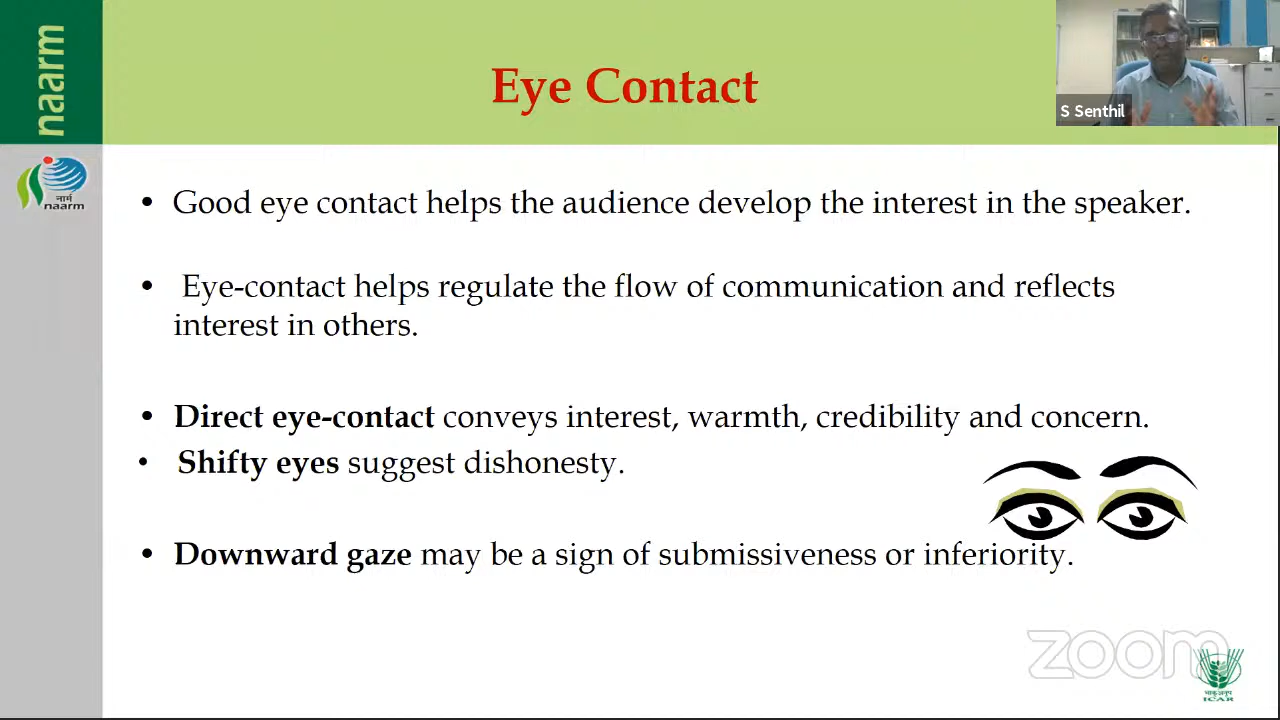 naarm
Eye Contact
S Senthil
नार्म
naarm
• Good eye contact helps the audience develop the interest in the speaker.
• Eye-contact helps regulate the flow of communication and reflects
interest in others.
• Direct eye-contact conveys interest, warmth, credibility and concern.
• Shifty eyes suggest dishonesty.
• Downward gaze may be a sign of submissiveness or inferiority.
zoom
भाकृअनुप
ICAR